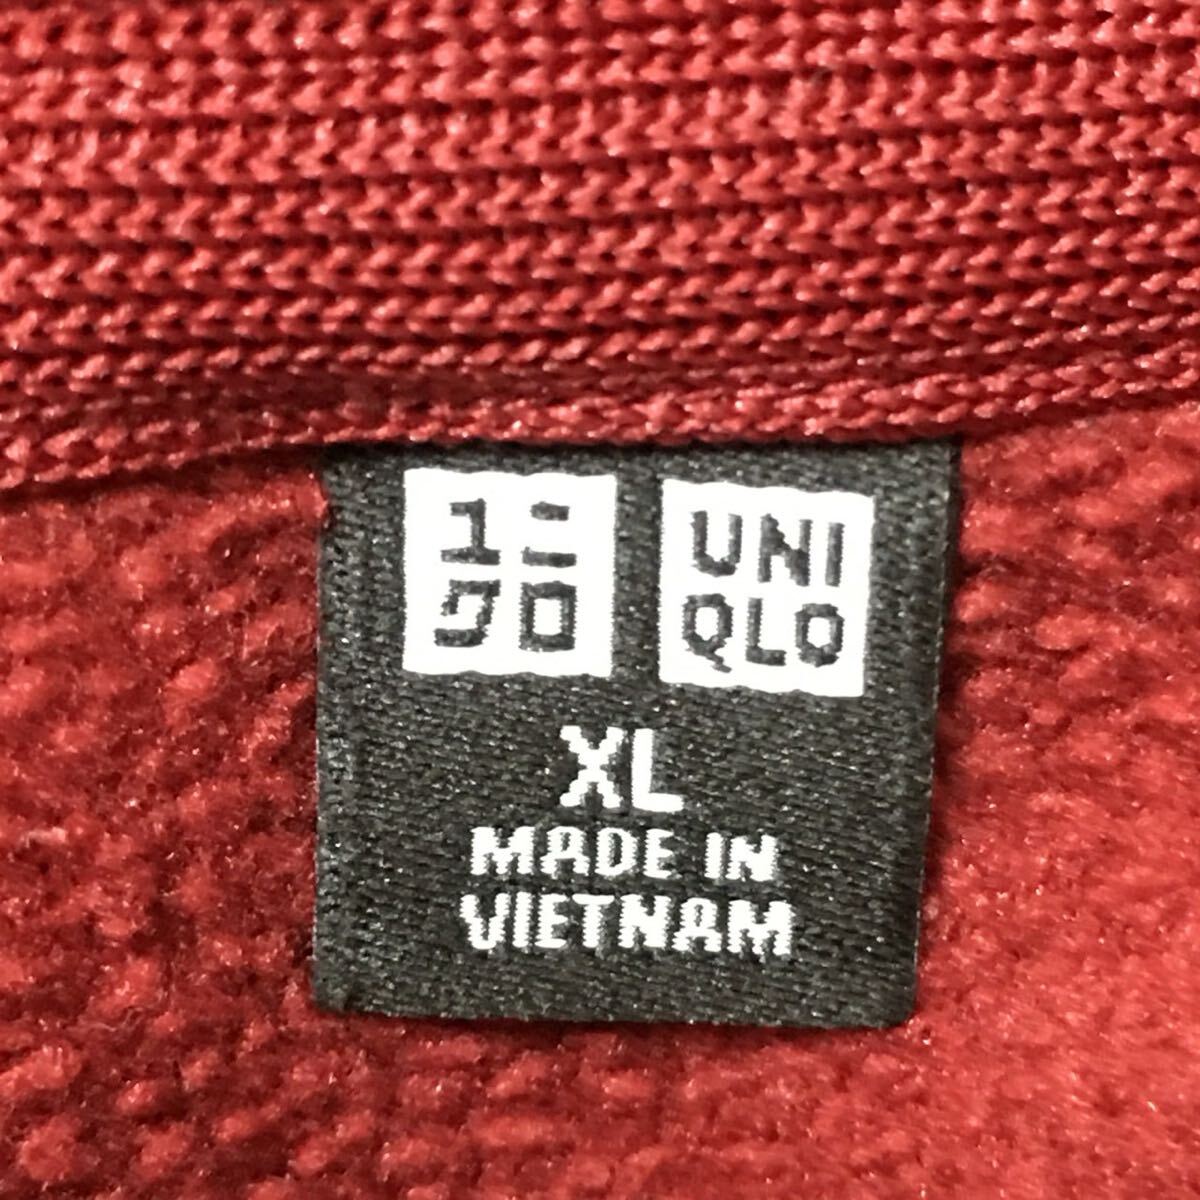 ユニ
クロ
UNI
QLO
XL
MADE IN
VIETNAM